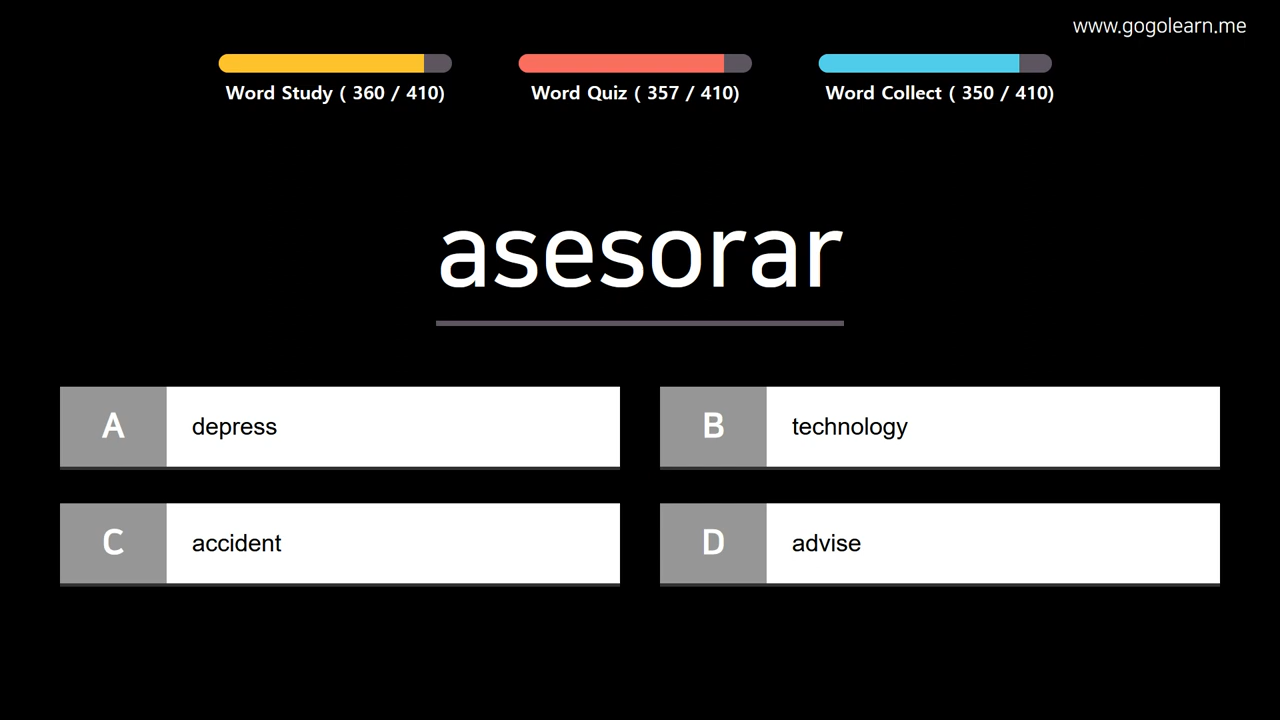 www.gogolearn.me
Word Study ( 360 / 410)
Word Quiz ( 357 / 410)
Word Collect ( 350 / 410)
asesorar
A depress
B technology
C accident
D advise